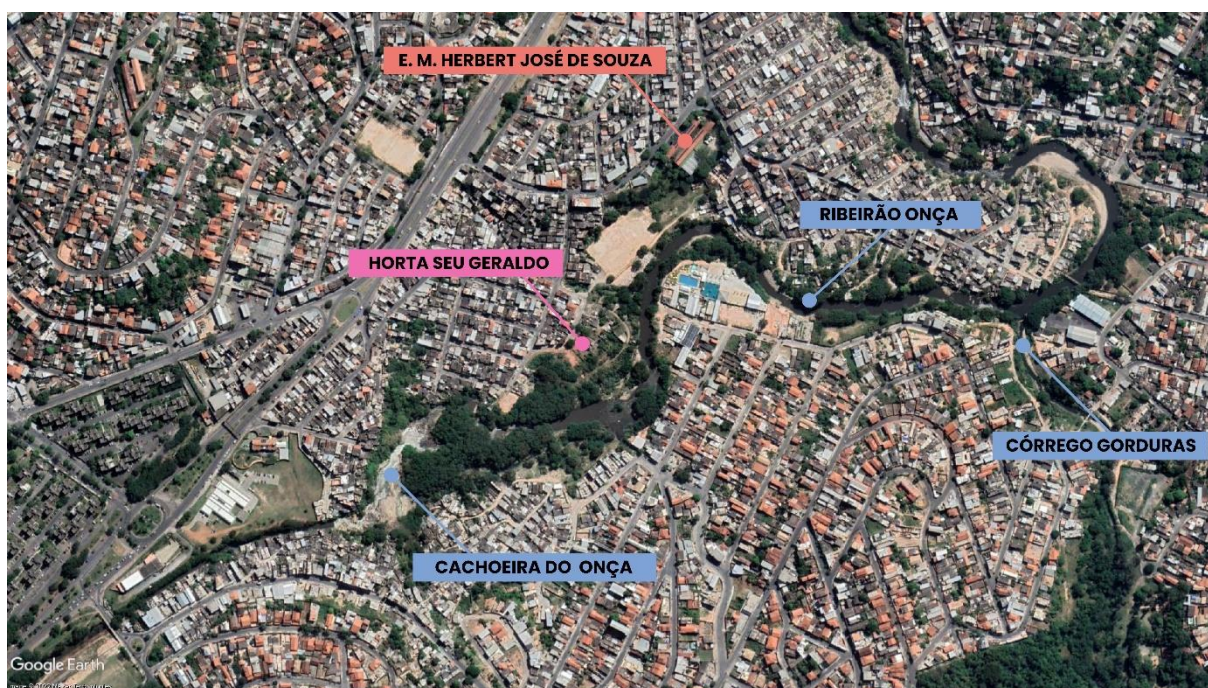 E. M. HERBERT JOSÉ DE SOUZA
RIBEIRÃO ONÇA
HORTA SEU GERALDO
CÓRREGO GORDURAS
CACHOEIRA DO ONÇA
Google Earth